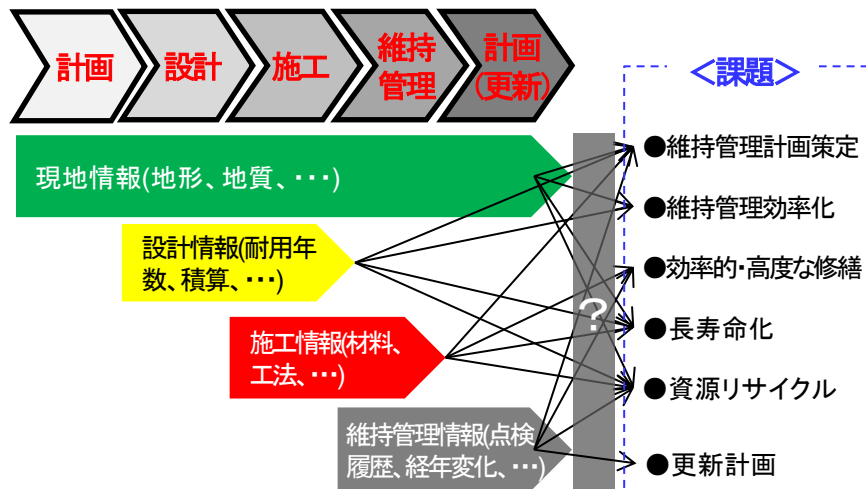 計画
設計
施工
維持
管理
計画
(更新)
<課題>
現地情報(地形、地質、・・・)
設計情報(耐用年
数、積算、・・・)
施工情報(材料、
工法、・・・)
維持管理情報(点検
履歴、経年変化、・・・)
?
●維持管理計画策定
●維持管理効率化
●効率的・高度な修繕
●長寿命化
●資源リサイクル
●更新計画